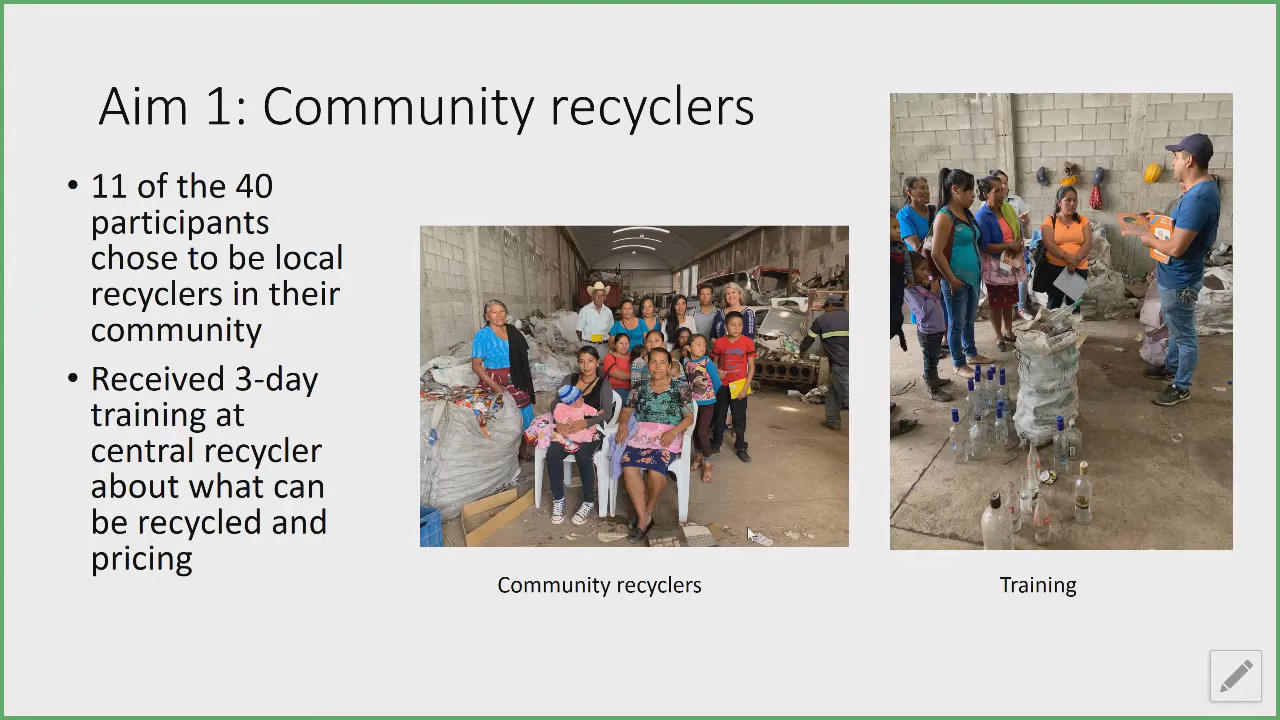 Aim 1: Community recyclers
• 11 of the 40
participants
chose to be local
recyclers in their
community
• Received 3-day
training at
central recycler
about what can
be recycled and
pricing
Community recyclers
Training